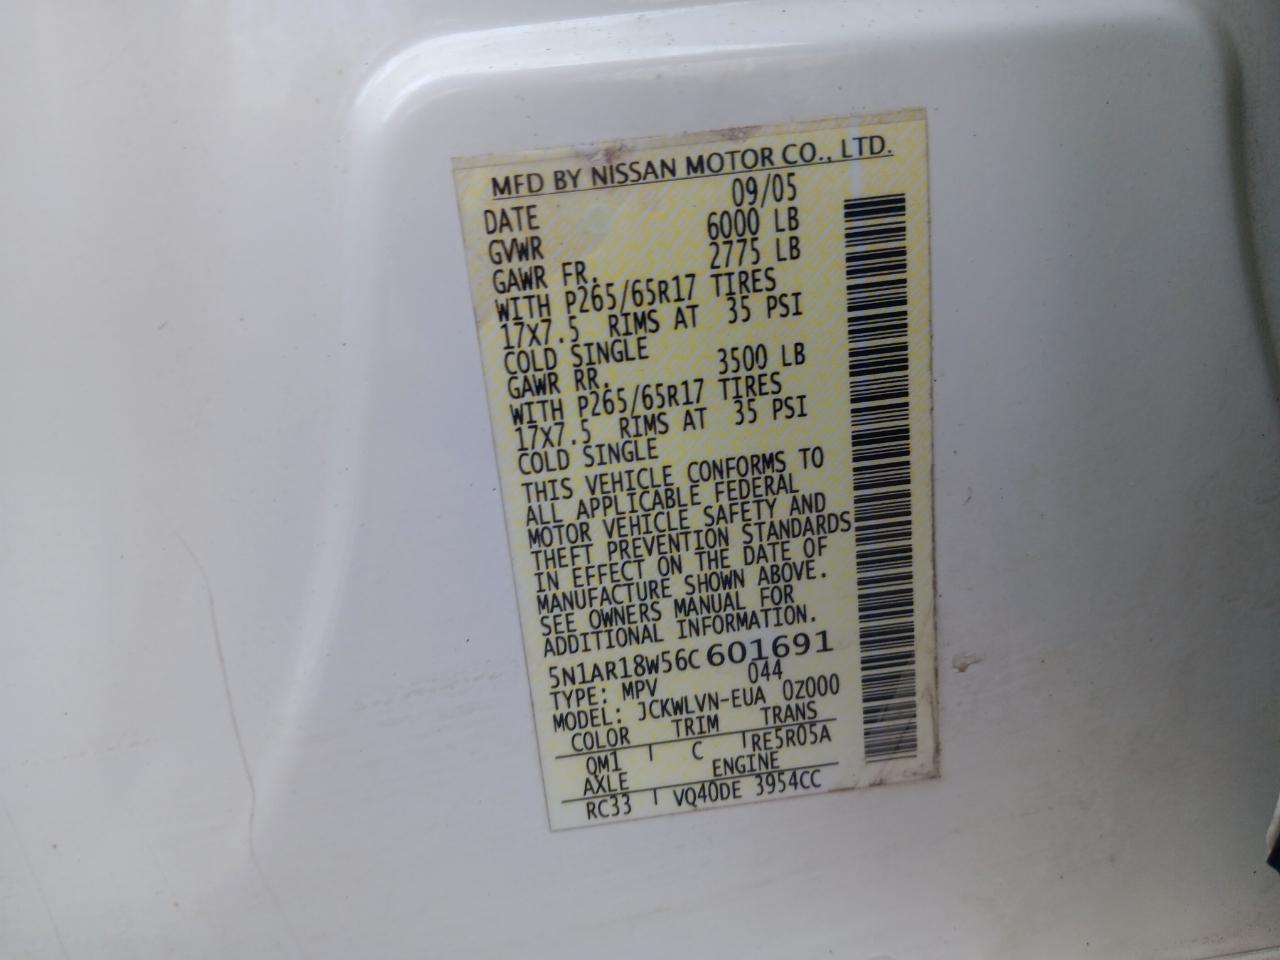 MFD BY NISSAN MOTOR CO., LTD.
DATE 09/05
GVWR 6000 LB
GAWR FR. 2775 LB
WITH P265/65R17 TIRES
17X7.5 RIMS AT 35 PSI
COLD SINGLE
GAWR RR. 3500 LB
WITH P265/65R17 TIRES
17X7.5 RIMS AT 35 PSI
COLD SINGLE
THIS VEHICLE CONFORMS TO
ALL APPLICABLE FEDERAL
MOTOR VEHICLE SAFETY AND
THEFT PREVENTION STANDARDS
IN EFFECT ON THE DATE OF
MANUFACTURE SHOWN ABOVE.
SEE OWNERS MANUAL FOR
ADDITIONAL INFORMATION.
5N1AR18W56C601691
TYPE: MPV 044
MODEL: JCKWLVN-EUA 0Z000
COLOR TRIM TRANS
QM1 C RE5R05A
AXLE ENGINE
RC33 VQ40DE 3954CC